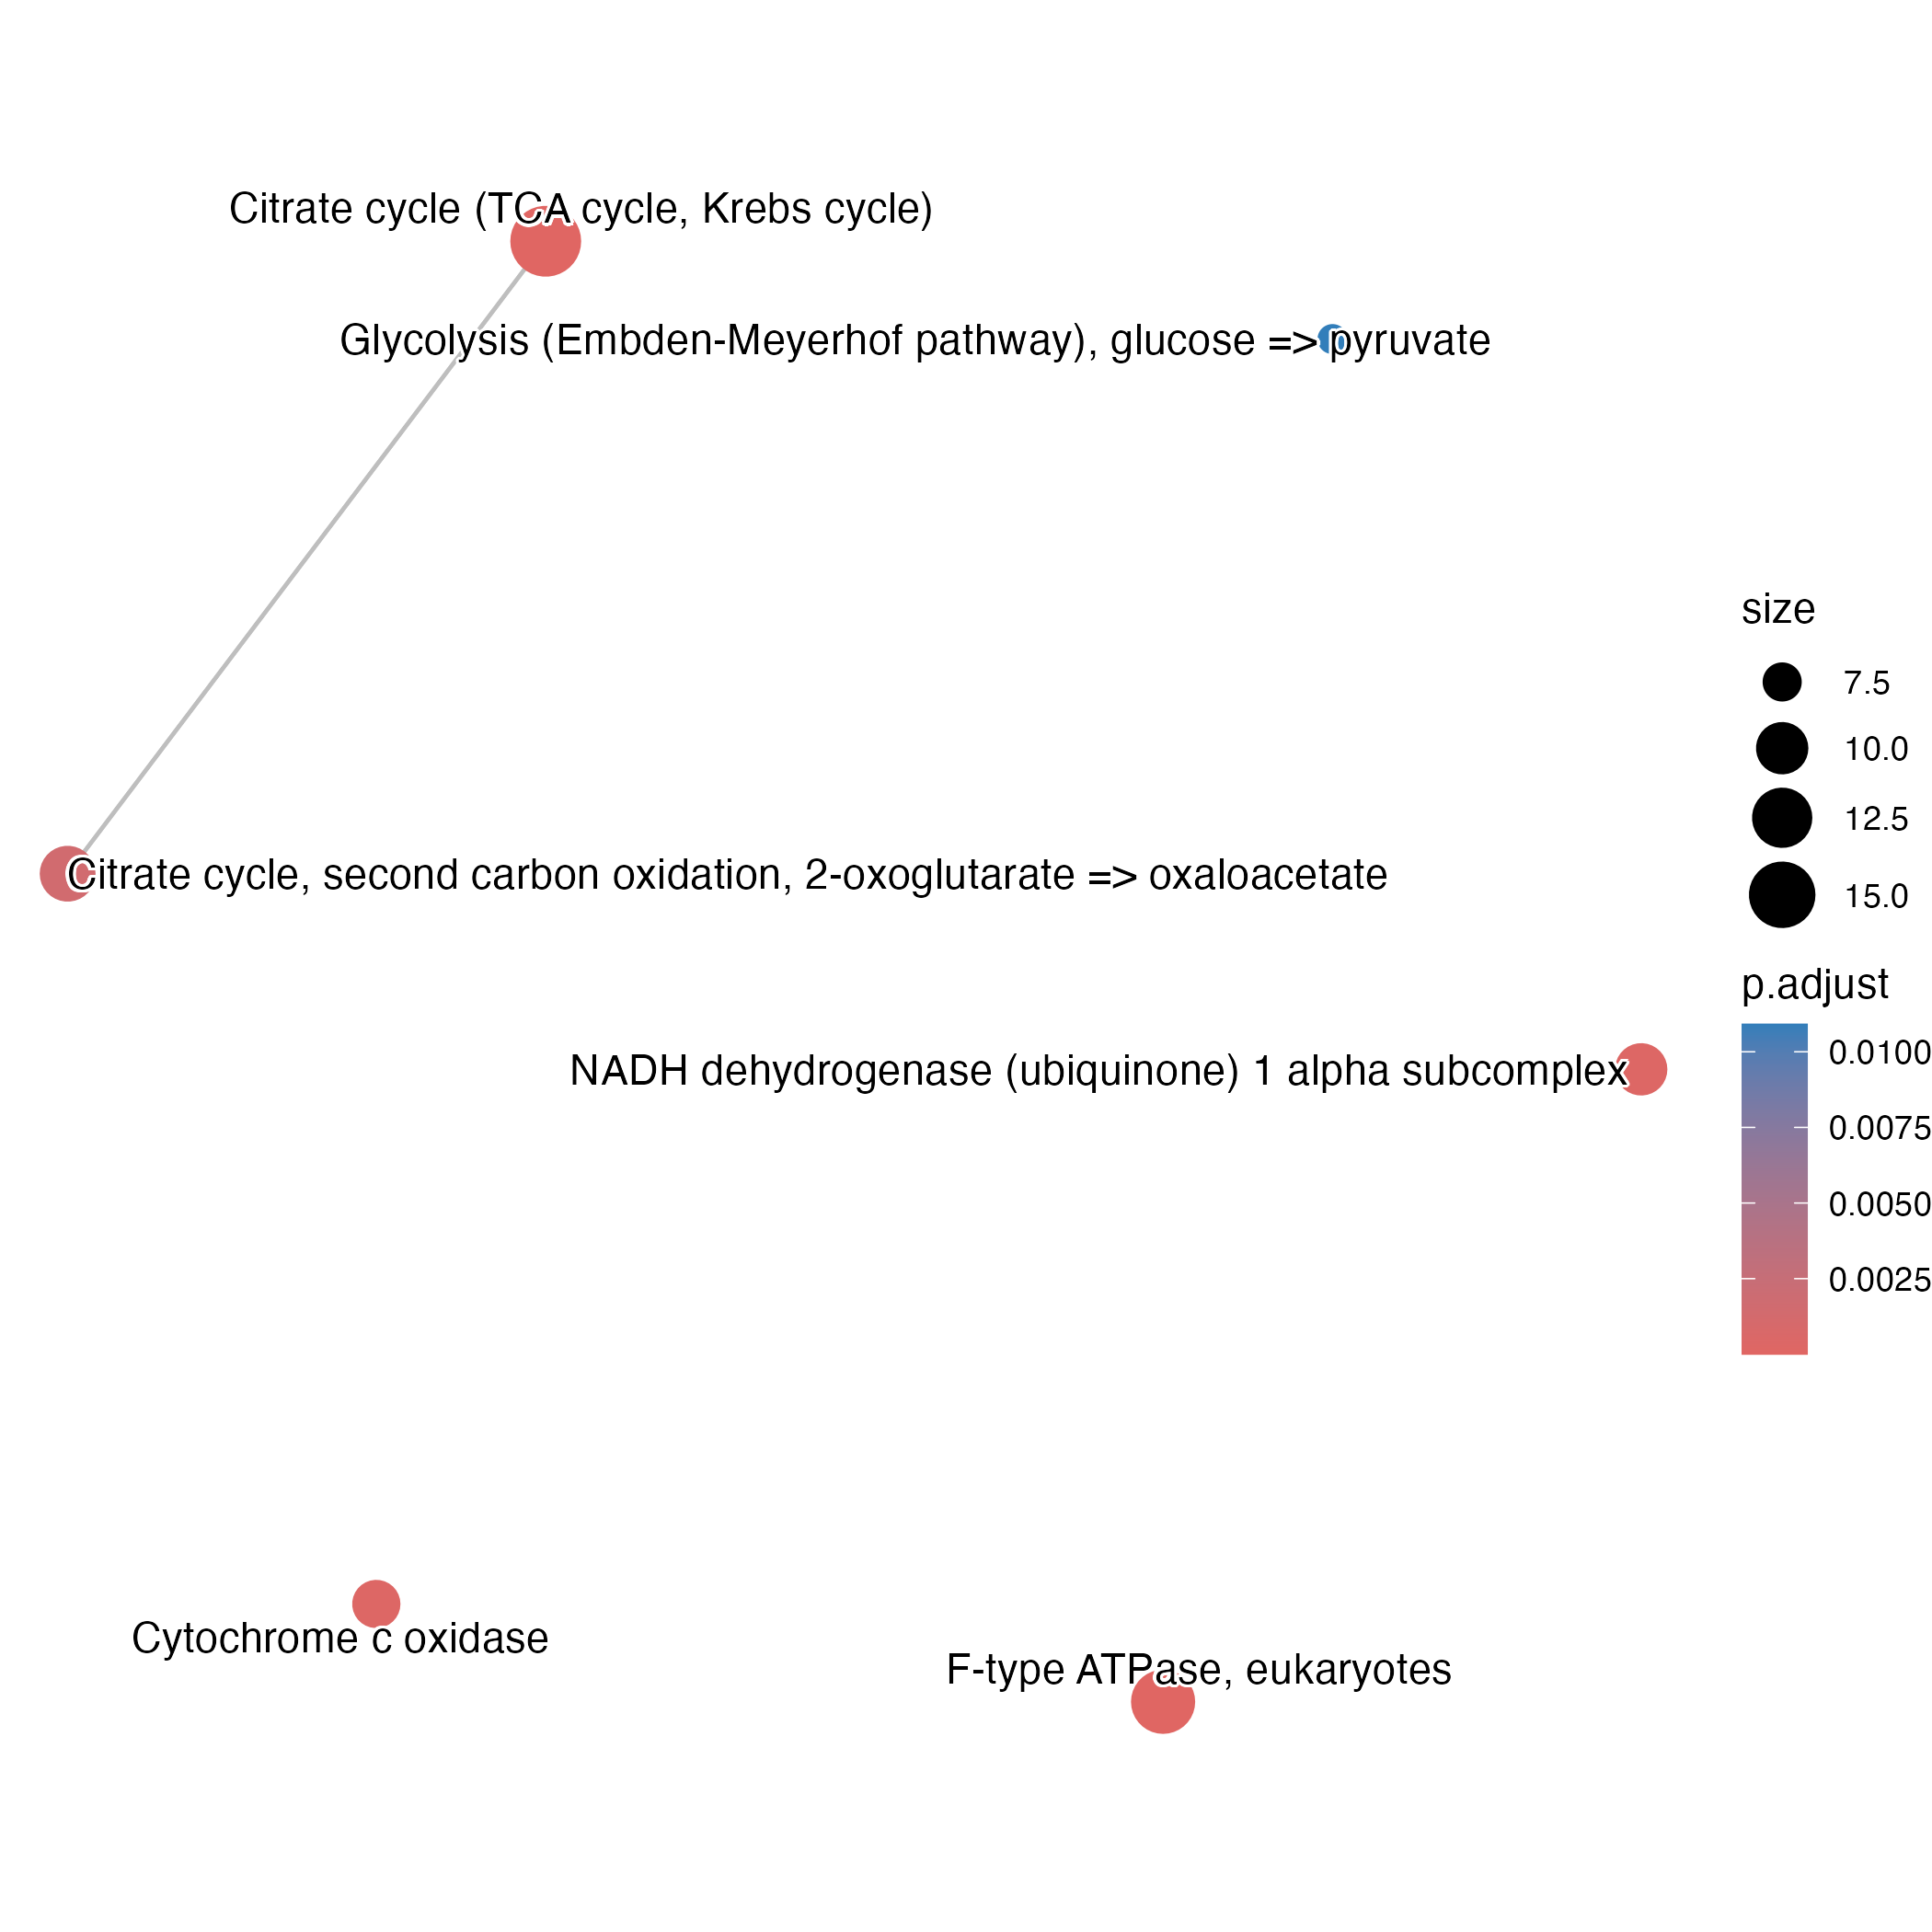 Citrate cycle (TCA cycle, Krebs cycle)
Glycolysis (Embden-Meyerhof pathway), glucose => pyruvate
Citrate cycle, second carbon oxidation, 2-oxoglutarate => oxaloacetate
NADH dehydrogenase (ubiquinone) 1 alpha subcomplex
Cytochrome c oxidase
F-type ATPase, eukaryotes
size
7.5
10.0
12.5
15.0
p.adjust
0.0100
0.0075
0.0050
0.0025